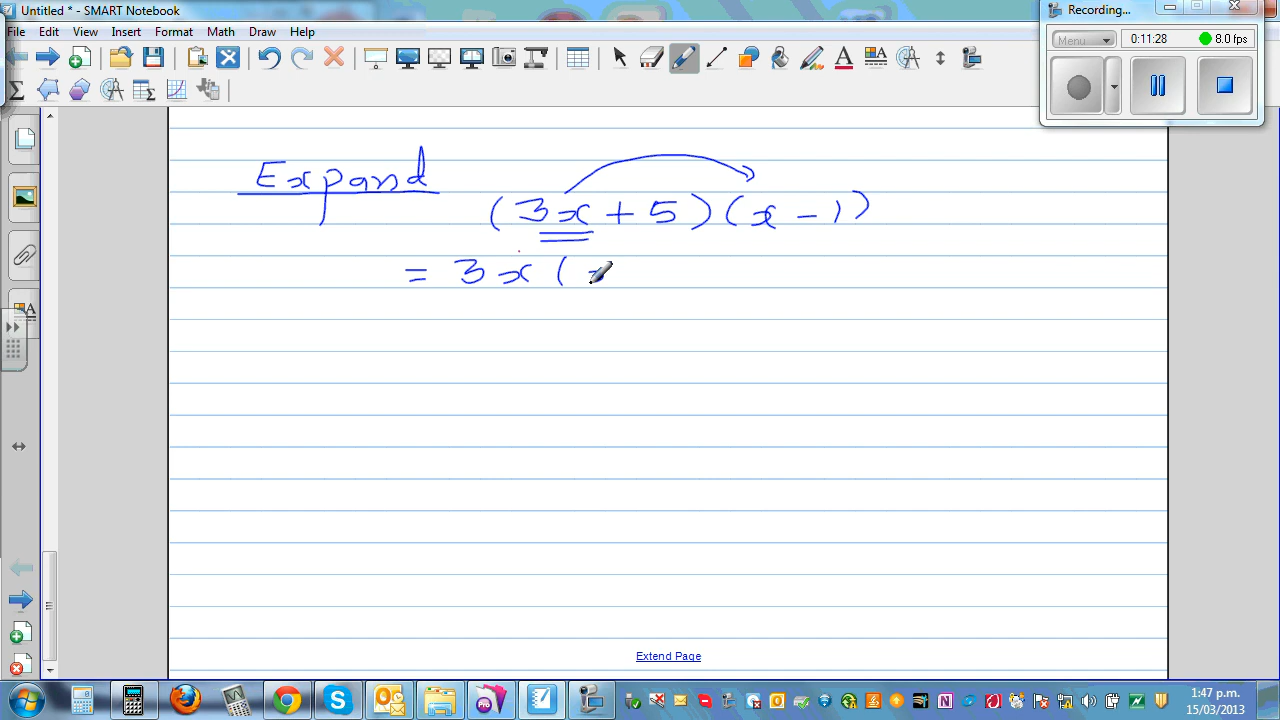 Untitled * - SMART Notebook
Recording...
File Edit View Insert Format Math Draw Help
Menu
0:11:28
8.0 fps
Expand
(3x + 5)(x - 1)
= 3x (x
Extend Page
1:47 p.m.
15/03/2013